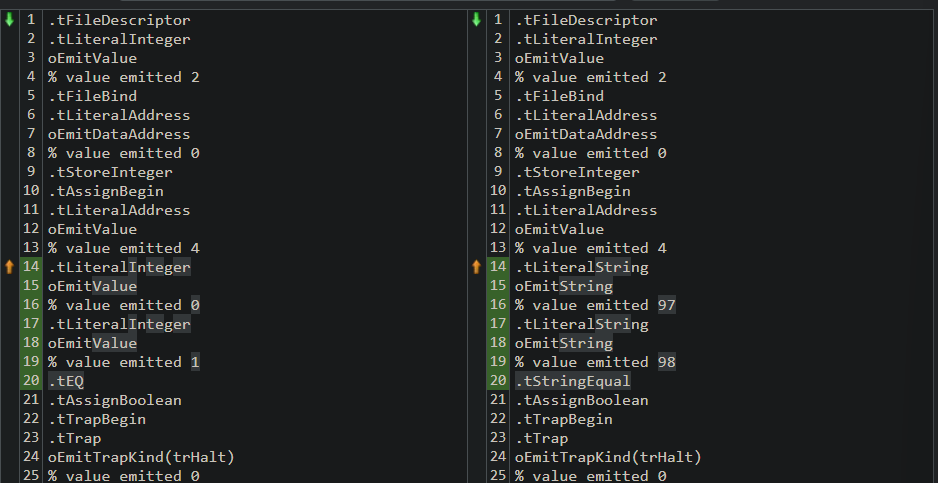 1 .tFileDescriptor
2 .tLiteralInteger
3 oEmitValue
4 % value emitted 2
5 .tFileBind
6 .tLiteralAddress
7 oEmitDataAddress
8 % value emitted 0
9 .tStoreInteger
10 .tAssignBegin
11 .tLiteralAddress
12 oEmitValue
13 % value emitted 4
14 .tLiteralInteger
15 oEmitValue
16 % value emitted 0
17 .tLiteralInteger
18 oEmitValue
19 % value emitted 1
20 .tEQ
21 .tAssignBoolean
22 .tTrapBegin
23 .tTrap
24 oEmitTrapKind(trHalt)
25 % value emitted 0
1 .tFileDescriptor
2 .tLiteralInteger
3 oEmitValue
4 % value emitted 2
5 .tFileBind
6 .tLiteralAddress
7 oEmitDataAddress
8 % value emitted 0
9 .tStoreInteger
10 .tAssignBegin
11 .tLiteralAddress
12 oEmitValue
13 % value emitted 4
14 .tLiteralString
15 oEmitString
16 % value emitted 97
17 .tLiteralString
18 oEmitString
19 % value emitted 98
20 .tStringEqual
21 .tAssignBoolean
22 .tTrapBegin
23 .tTrap
24 oEmitTrapKind(trHalt)
25 % value emitted 0